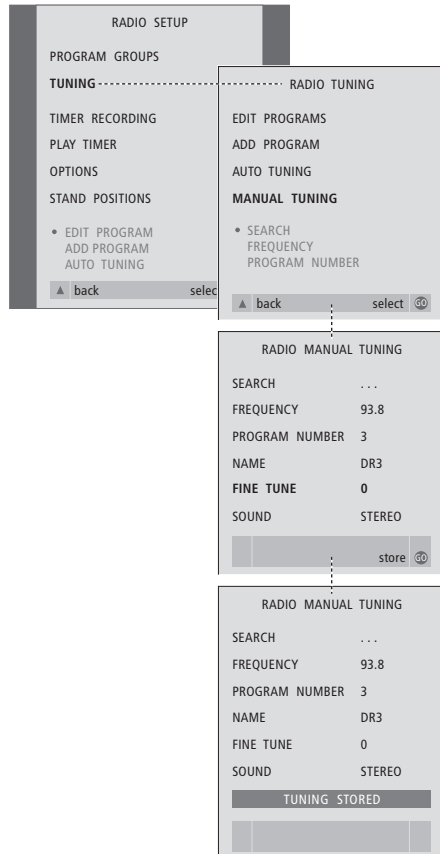 RADIO SETUP
PROGRAM GROUPS
TUNING
TIMER RECORDING
PLAY TIMER
OPTIONS
STAND POSITIONS
• EDIT PROGRAM
ADD PROGRAM
AUTO TUNING
▲ back selec
RADIO TUNING
EDIT PROGRAMS
ADD PROGRAM
AUTO TUNING
MANUAL TUNING
• SEARCH
FREQUENCY
PROGRAM NUMBER
▲ back select GO
RADIO MANUAL TUNING
SEARCH . . .
FREQUENCY 93.8
PROGRAM NUMBER 3
NAME DR3
FINE TUNE 0
SOUND STEREO
store GO
RADIO MANUAL TUNING
SEARCH . . .
FREQUENCY 93.8
PROGRAM NUMBER 3
NAME DR3
FINE TUNE 0
SOUND STEREO
TUNING STORED